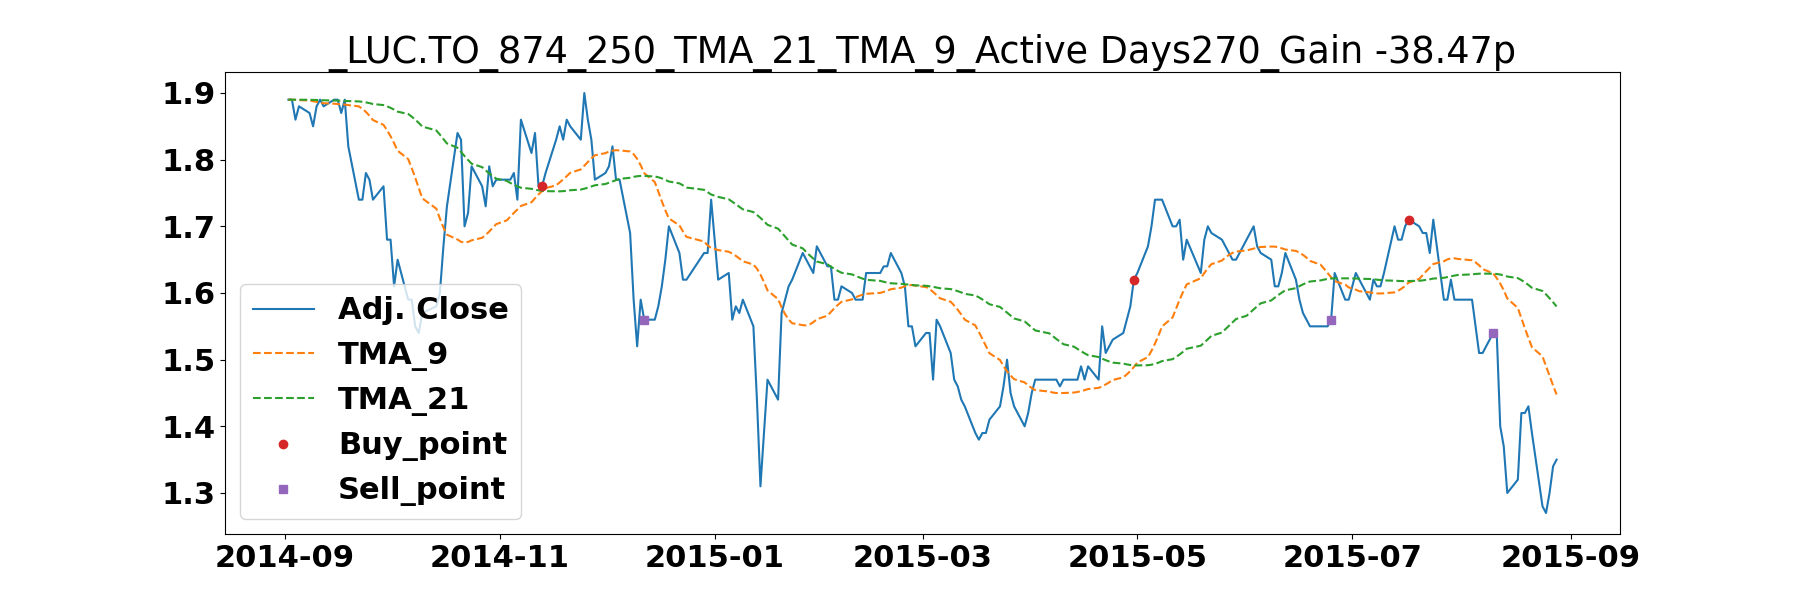 _LUC.TO_874_250_TMA_21_TMA_9_Active Days270_Gain -38.47p
1.9
1.8
1.7
1.6
1.5
1.4
1.3
Adj. Close
TMA_9
TMA_21
Buy_point
Sell_point
2014-09 2014-11 2015-01 2015-03 2015-05 2015-07 2015-09